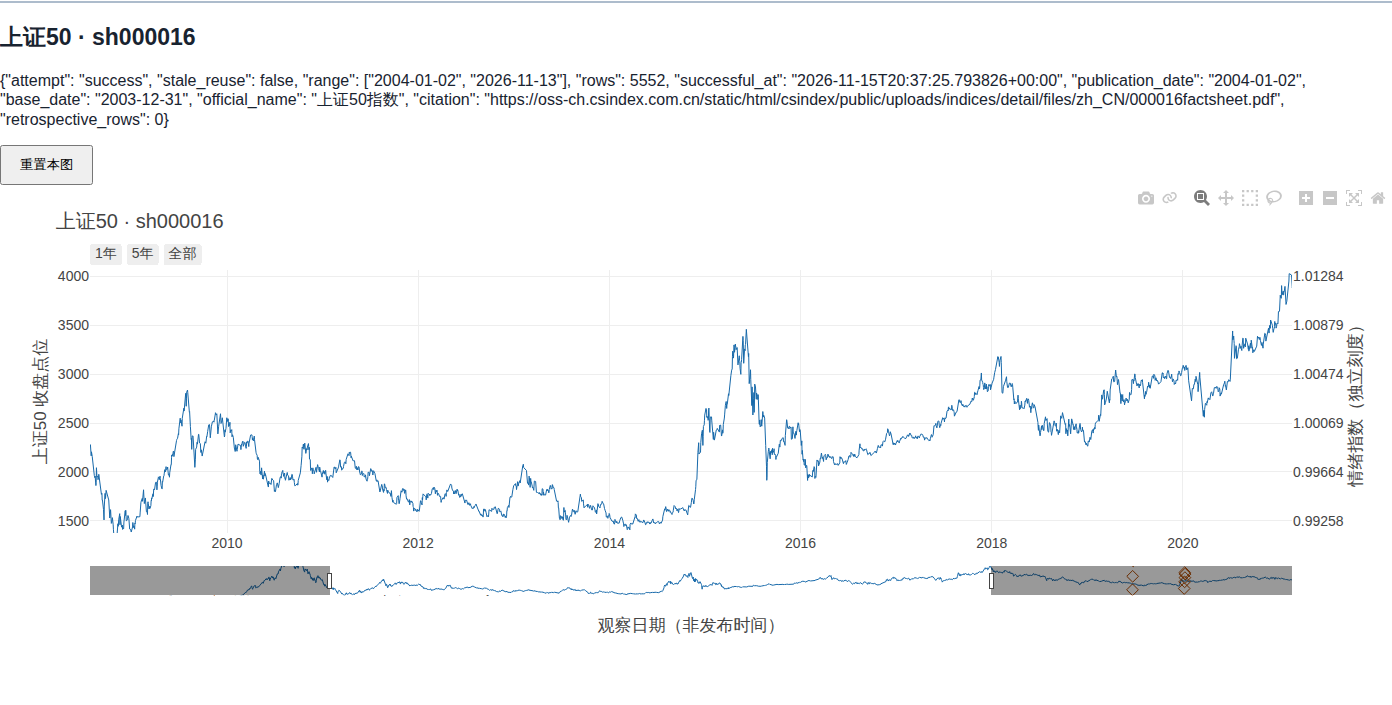 上证50 · sh000016
{"attempt": "success", "stale_reuse": false, "range": ["2004-01-02", "2026-11-13"], "rows": 5552, "successful_at": "2026-11-15T20:37:25.793826+00:00", "publication_date": "2004-01-02",
"base_date": "2003-12-31", "official_name": "上证50指数", "citation": "https://oss-ch.csindex.com.cn/static/html/csindex/public/uploads/indices/detail/files/zh_CN/000016factsheet.pdf",
"retrospective_rows": 0}
重置本图
上证50 · sh000016
1年 5年 全部
4000 1.01284
3500 1.00879
3000 1.00474
2500 1.00069
2000 0.99664
1500 0.99258
上证50 收盘点位
情绪指数（独立刻度）
2010 2012 2014 2016 2018 2020
观察日期（非发布时间）